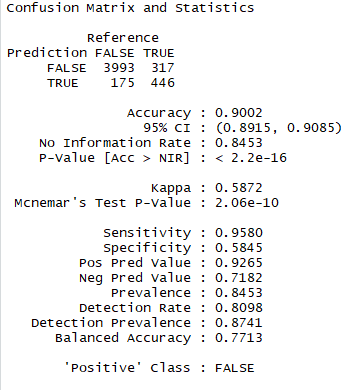 Confusion Matrix and Statistics
Reference
Prediction FALSE TRUE
FALSE 3993 317
TRUE 175 446
Accuracy : 0.9002
95% CI : (0.8915, 0.9085)
No Information Rate : 0.8453
P-Value [Acc > NIR] : < 2.2e-16
Kappa : 0.5872
Mcnemar's Test P-Value : 2.06e-10
Sensitivity : 0.9580
Specificity : 0.5845
Pos Pred Value : 0.9265
Neg Pred Value : 0.7182
Prevalence : 0.8453
Detection Rate : 0.8098
Detection Prevalence : 0.8741
Balanced Accuracy : 0.7713
'Positive' Class : FALSE